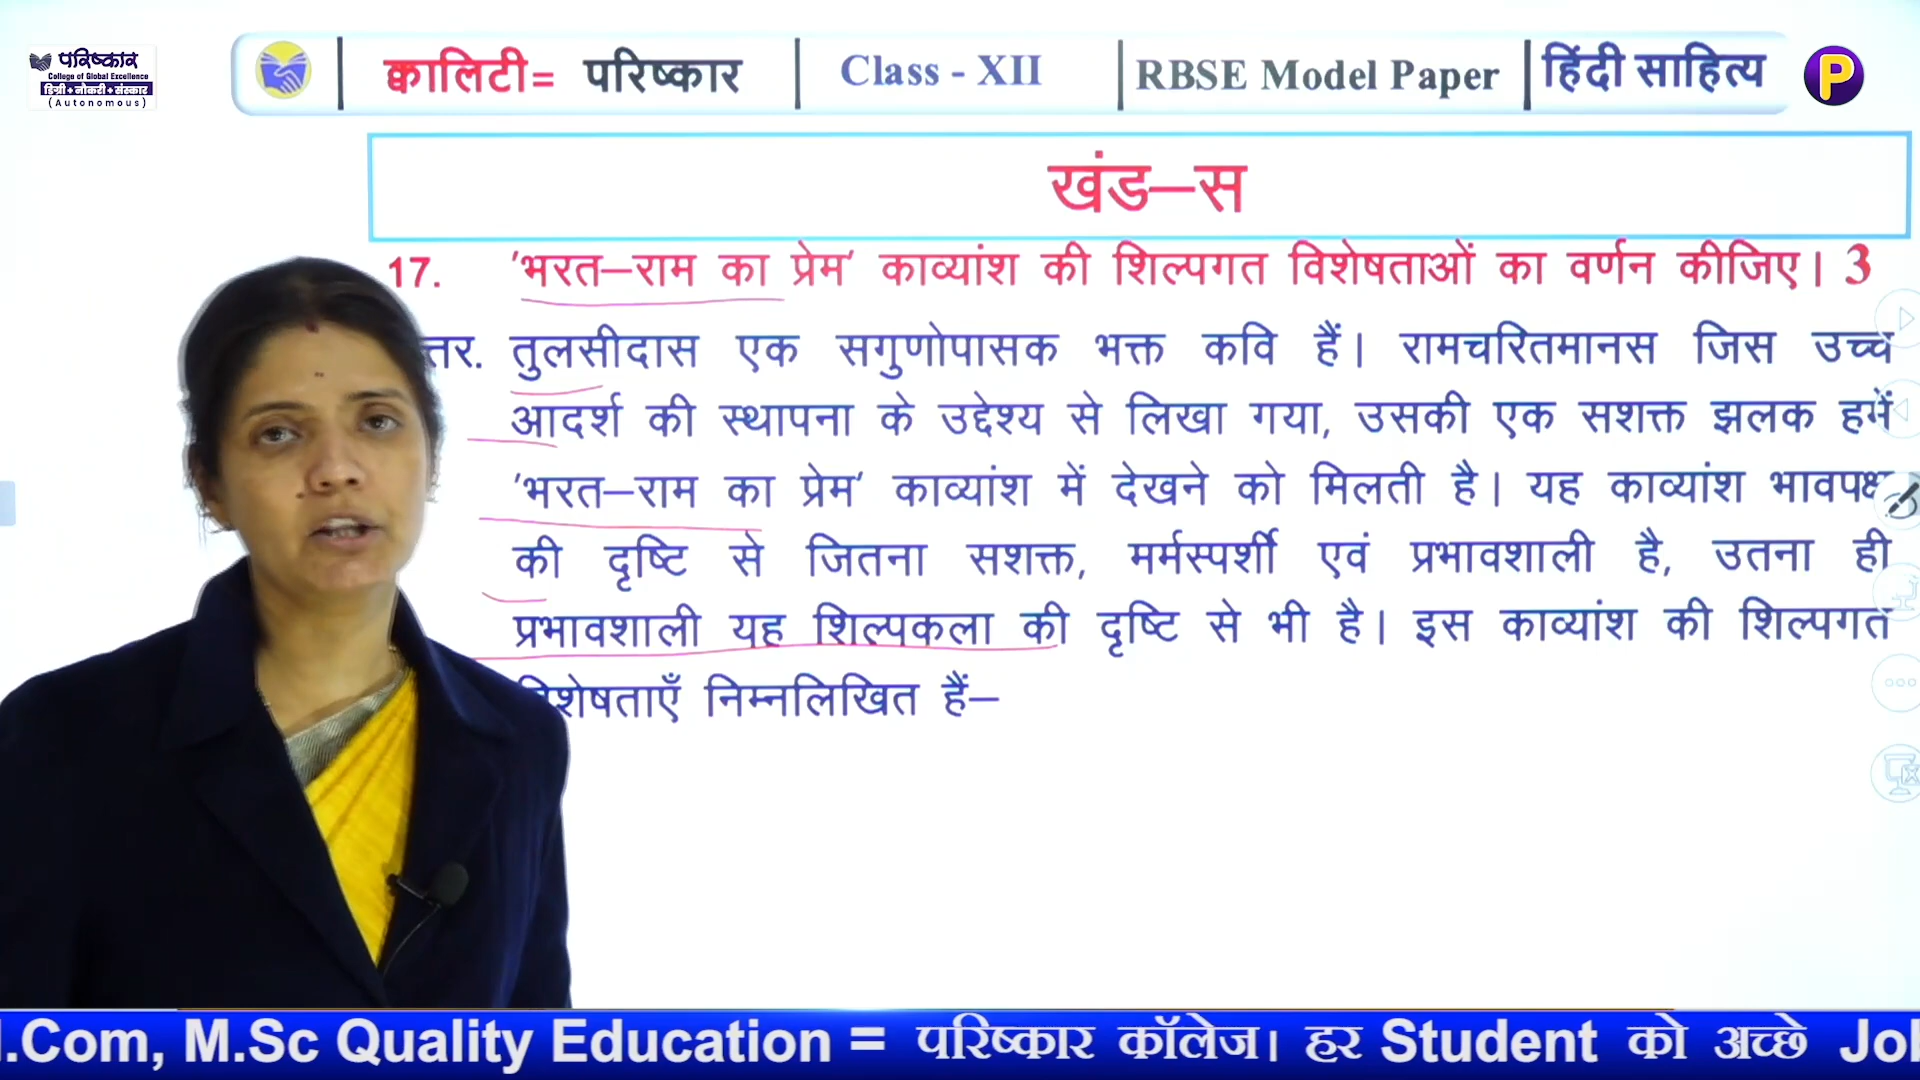 परिष्कार
College of Global Excellence
डिग्री + नौकरी + संस्कार
(Autonomous)
क्वालिटी= परिष्कार
Class - XII
RBSE Model Paper
हिंदी साहित्य
P
खंड–स
17. 'भरत–राम का प्रेम' काव्यांश की शिल्पगत विशेषताओं का वर्णन कीजिए। 3
तर. तुलसीदास एक सगुणोपासक भक्त कवि हैं। रामचरितमानस जिस उच्च
आदर्श की स्थापना के उद्देश्य से लिखा गया, उसकी एक सशक्त झलक हमें
'भरत–राम का प्रेम' काव्यांश में देखने को मिलती है। यह काव्यांश भावपक्ष
की दृष्टि से जितना सशक्त, मर्मस्पर्शी एवं प्रभावशाली है, उतना ही
प्रभावशाली यह शिल्पकला की दृष्टि से भी है। इस काव्यांश की शिल्पगत
विशेषताएँ निम्नलिखित हैं–
.Com, M.Sc Quality Education = परिष्कार कॉलेज। हर Student को अच्छे